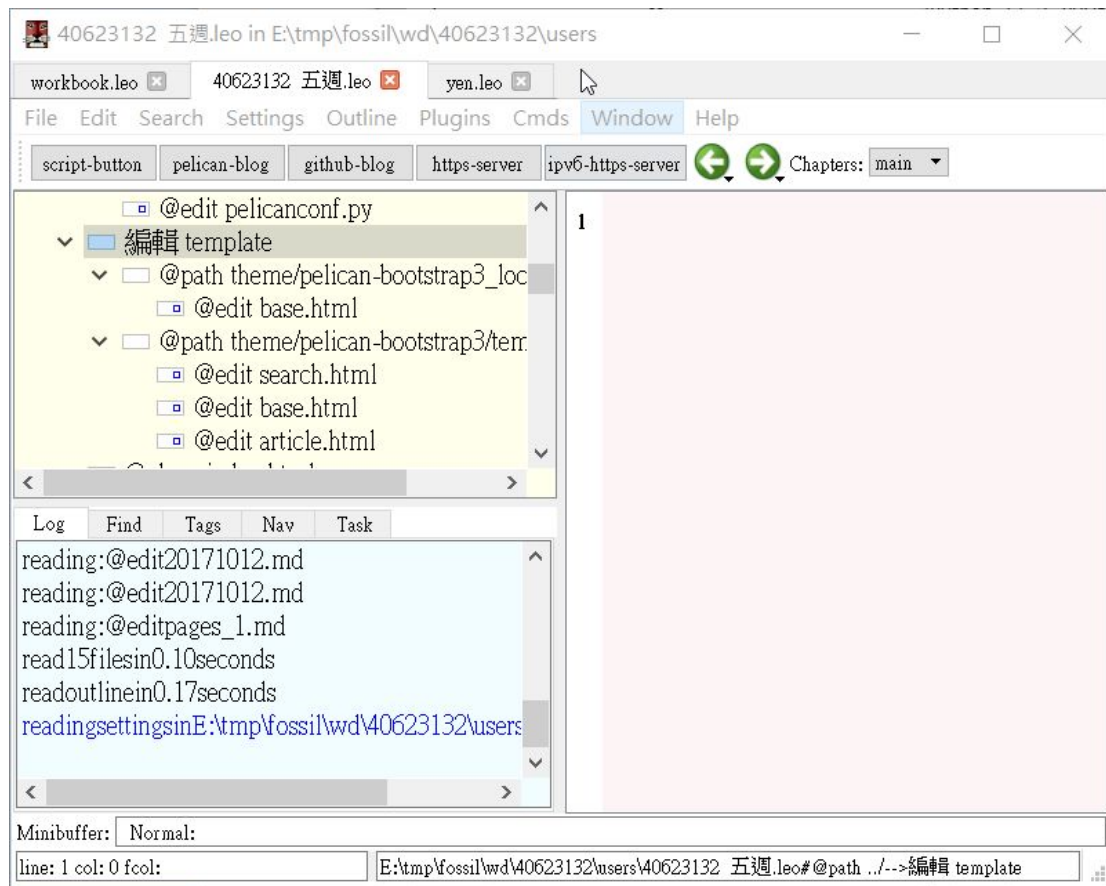 40623132 五週.leo in E:\tmp\fossil\wd\40623132\users
workbook.leo 40623132 五週.leo yen.leo
File Edit Search Settings Outline Plugins Cmds Window Help
script-button pelican-blog github-blog https-server ipv6-https-server Chapters: main
@edit pelicanconf.py
編輯 template
@path theme/pelican-bootstrap3_loc
@edit base.html
@path theme/pelican-bootstrap3/tem
@edit search.html
@edit base.html
@edit article.html
1
Log Find Tags Nav Task
reading:@edit20171012.md
reading:@edit20171012.md
reading:@editpages_1.md
read15filesin0.10seconds
readoutlinein0.17seconds
readingsettingsinE:\tmp\fossil\wd\40623132\users
Minibuffer: Normal:
line: 1 col: 0 fcol:
E:\tmp\fossil\wd\40623132\users\40623132 五週.leo#@path ../-->編輯 template